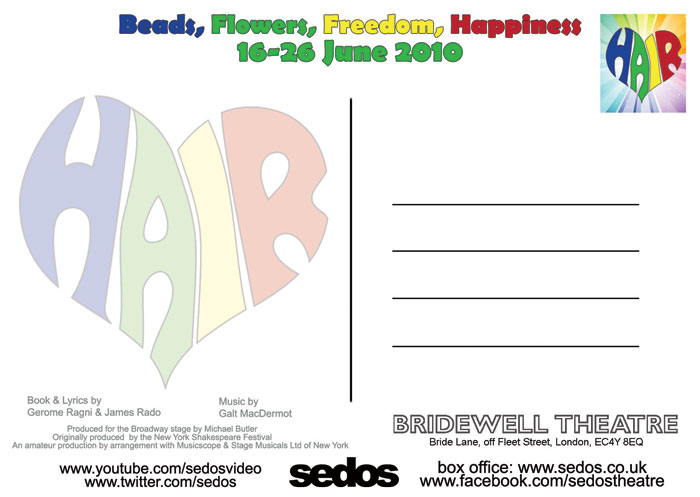 Beads, Flowers, Freedom, Happiness
16-26 June 2010
HAIR
HAIR
Book & Lyrics by
Gerome Ragni & James Rado
Music by
Galt MacDermot
Produced for the Broadway stage by Michael Butler
Originally produced by the New York Shakespeare Festival
An amateur production by arrangement with Musicscope & Stage Musicals Ltd of New York
www.youtube.com/sedosvideo
www.twitter.com/sedos
sedos
BRIDEWELL THEATRE
Bride Lane, off Fleet Street, London, EC4Y 8EQ
box office: www.sedos.co.uk
www.facebook.com/sedostheatre